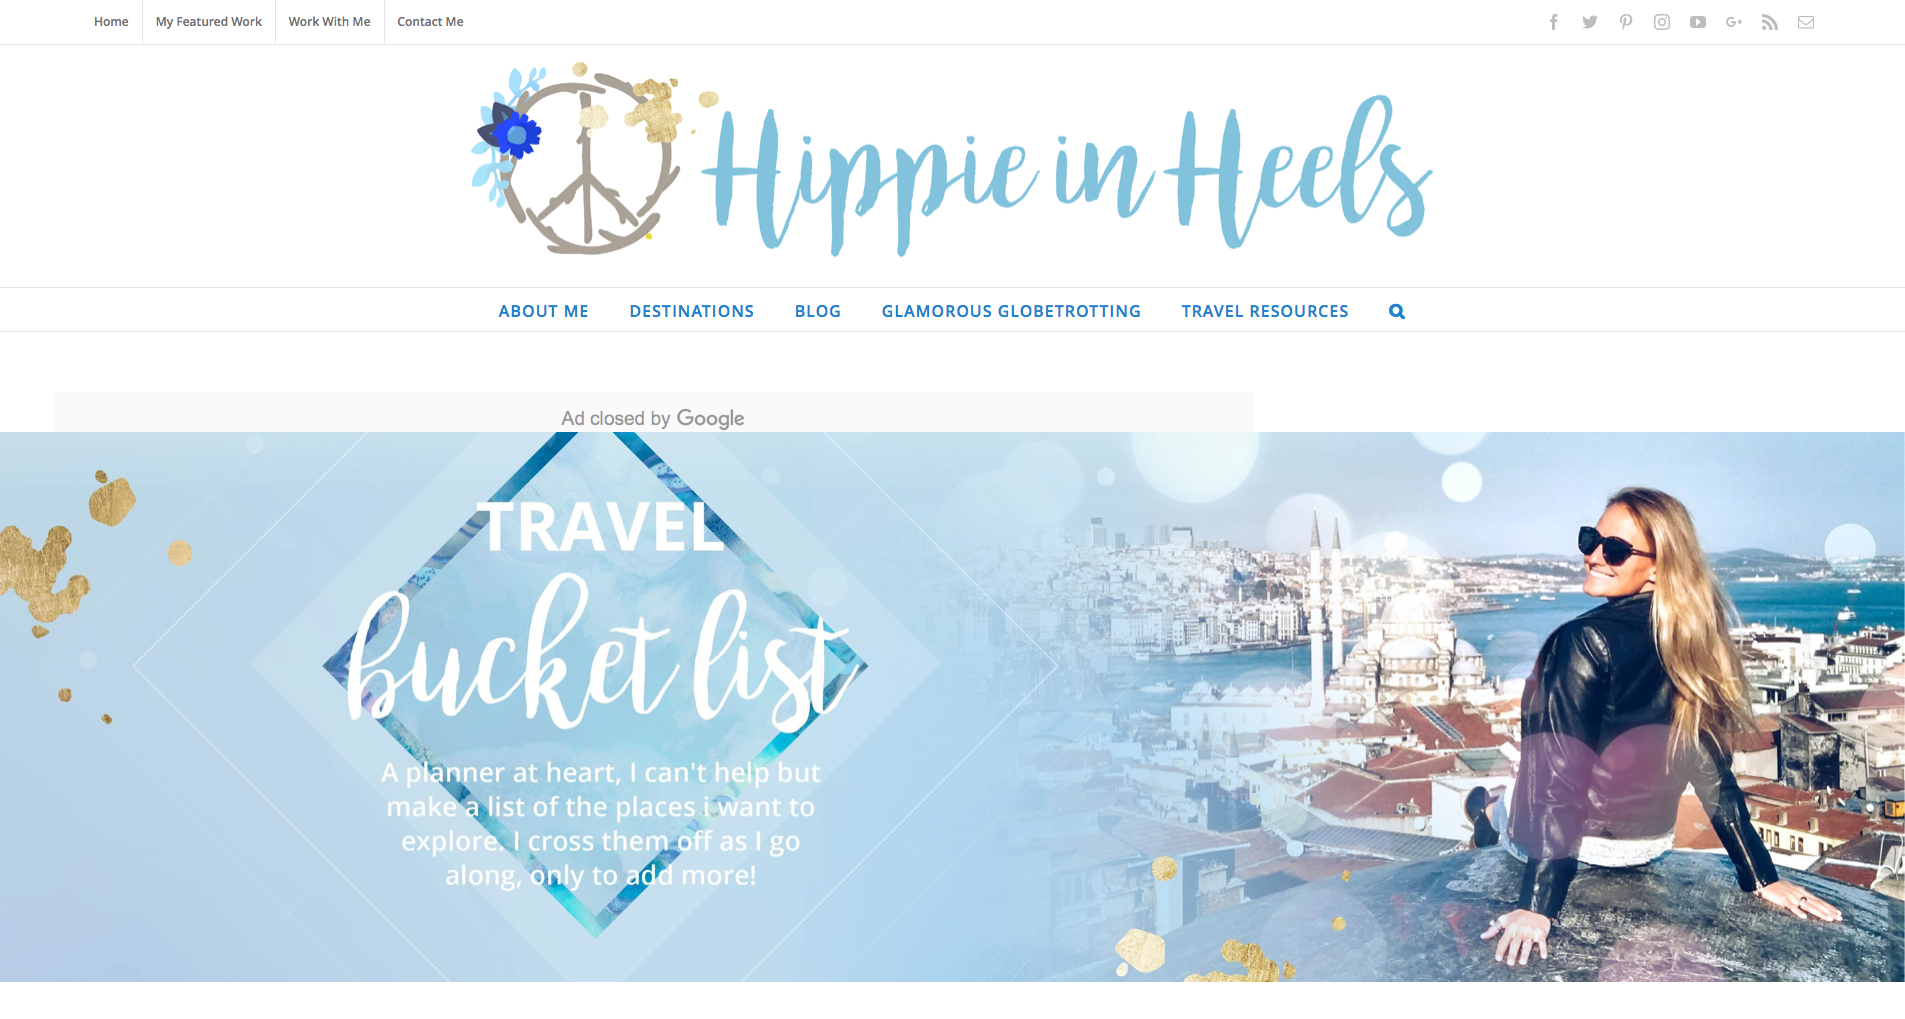 Home
My Featured Work
Work With Me
Contact Me
Hippie in Heels
ABOUT ME
DESTINATIONS
BLOG
GLAMOROUS GLOBETROTTING
TRAVEL RESOURCES
Ad closed by Google
TRAVEL
bucket list
A planner at heart, I can't help but
make a list of the places i want to
explore. I cross them off as I go
along, only to add more!